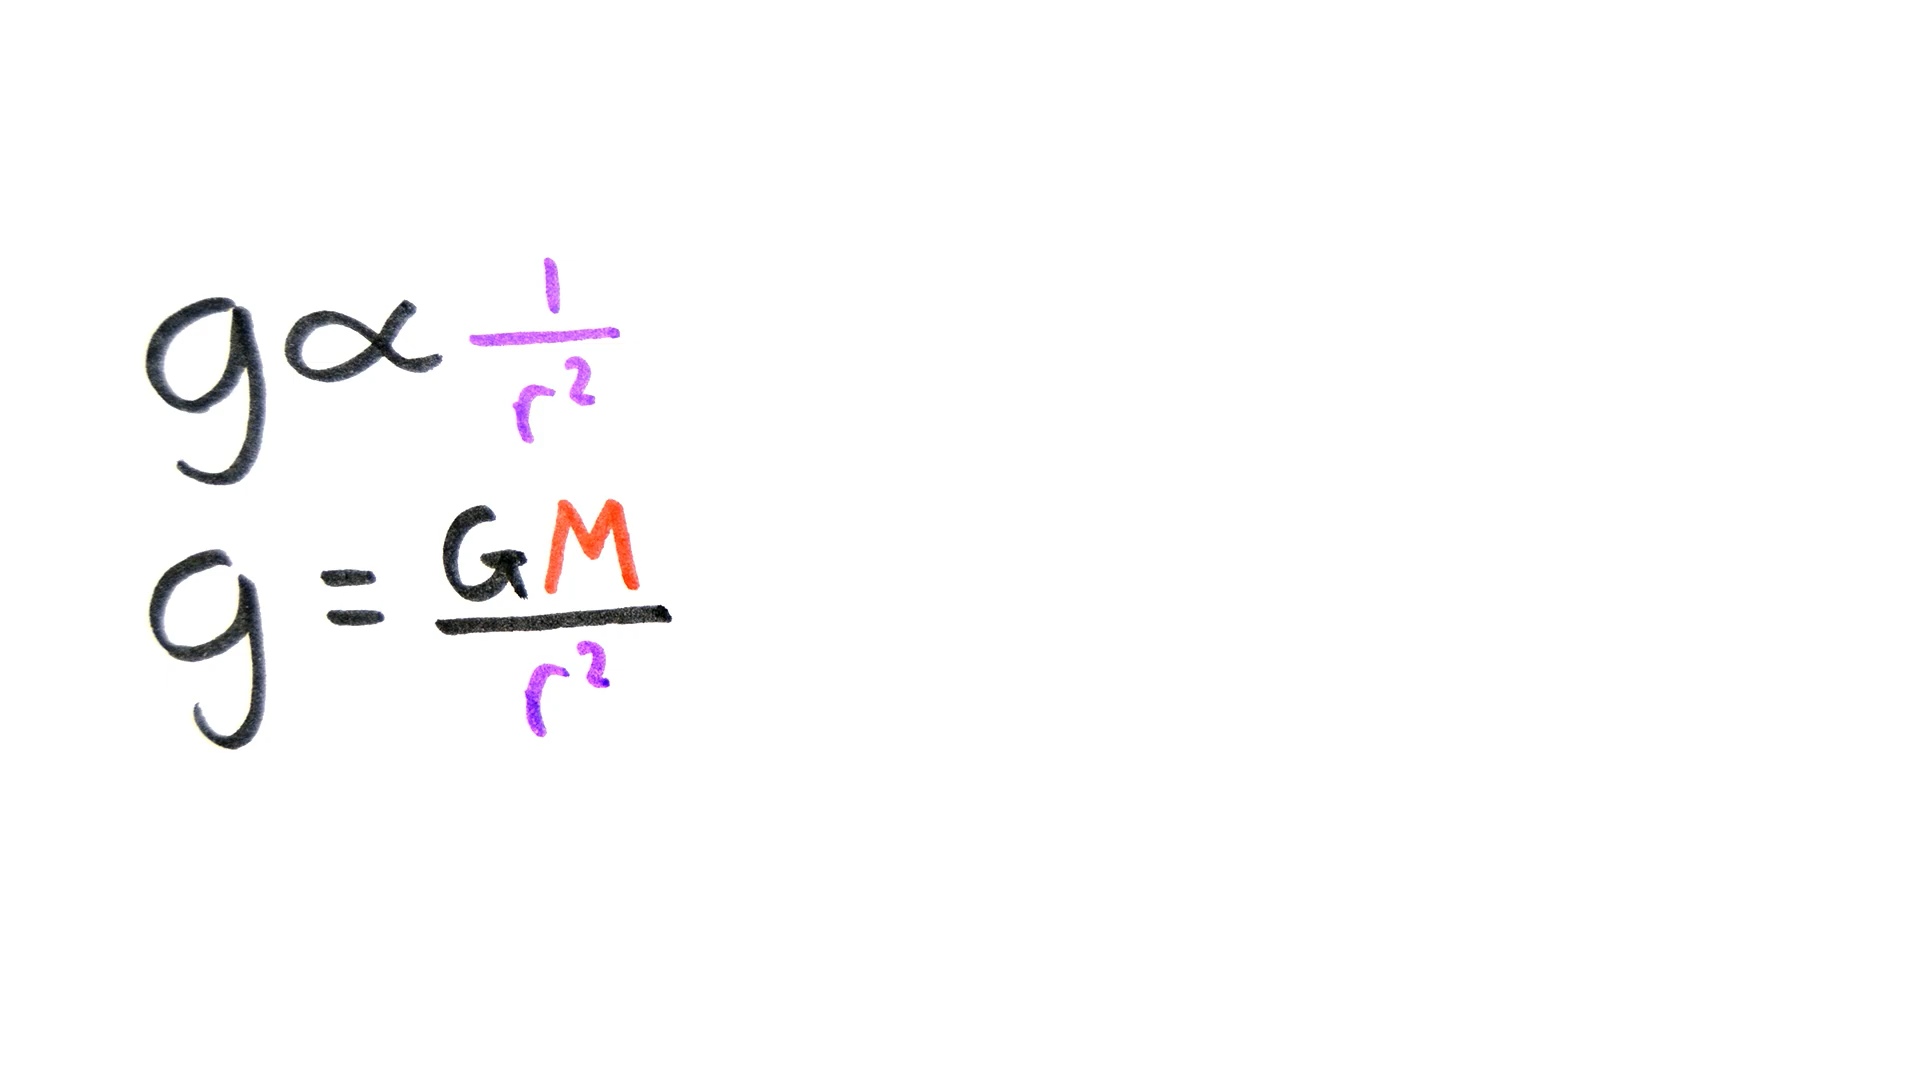 g ∝ 1/r²
g = GM/r²